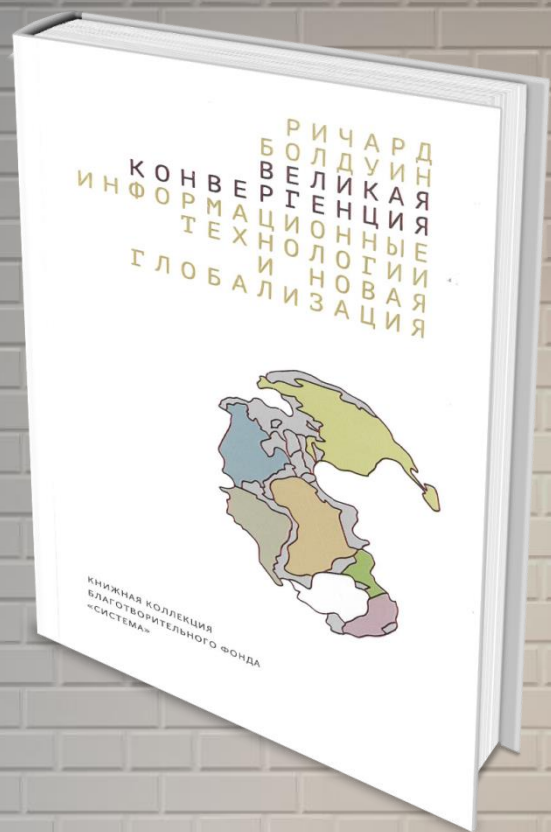 РИЧАРД
БОЛДУИН
ВЕЛИКАЯ
КОНВЕРГЕНЦИЯ
ИНФОРМАЦИОННЫЕ
ТЕХНОЛОГИИ
И НОВАЯ
ГЛОБАЛИЗАЦИЯ
КНИЖНАЯ КОЛЛЕКЦИЯ
БЛАГОТВОРИТЕЛЬНОГО ФОНДА
«СИСТЕМА»